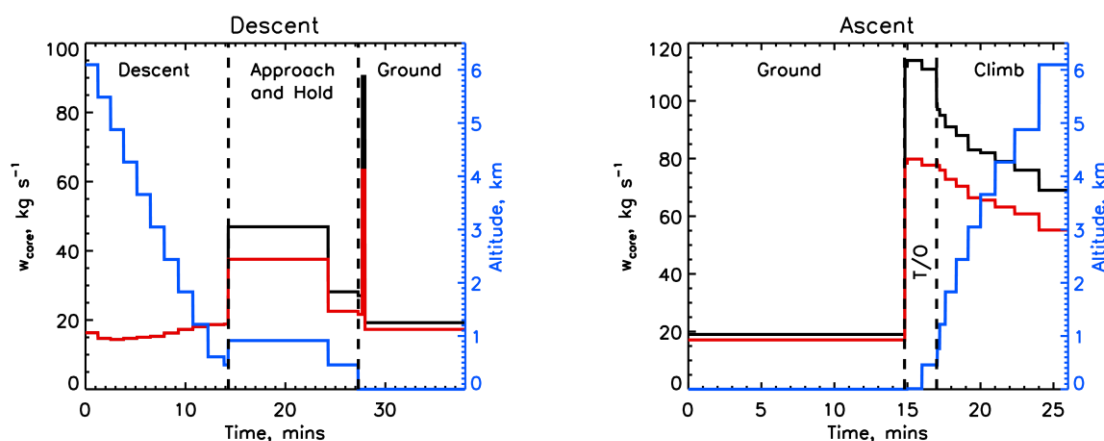 Descent
100
80
60
40
20
0
w_core, kg s⁻¹
Descent
Approach
and Hold
Ground
6
5
4
3
2
1
0
Altitude, km
0 10 20 30
Time, mins
Ascent
120
100
80
60
40
20
0
w_core, kg s⁻¹
Ground
T/O
Climb
6
5
4
3
2
1
0
Altitude, km
0 5 10 15 20 25
Time, mins